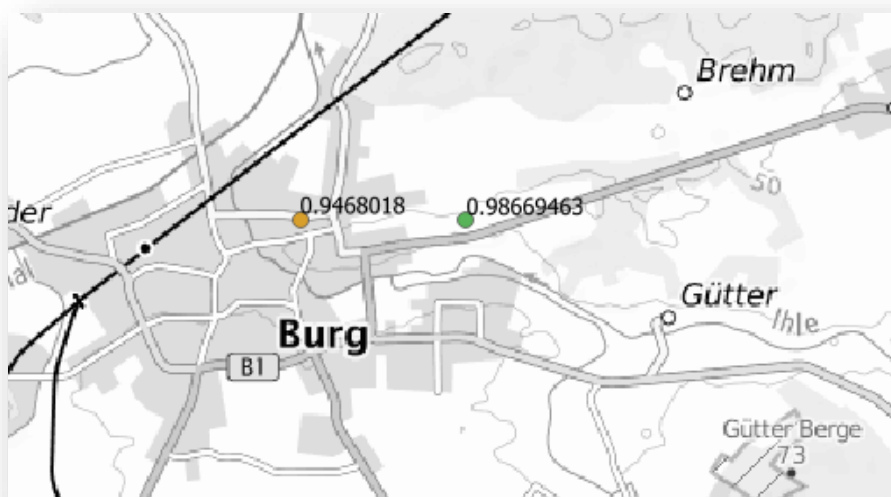 Brehm
50
0.9468018
0.98669463
der
Gütter
Ihle
Burg
B1
Gütter Berge
73